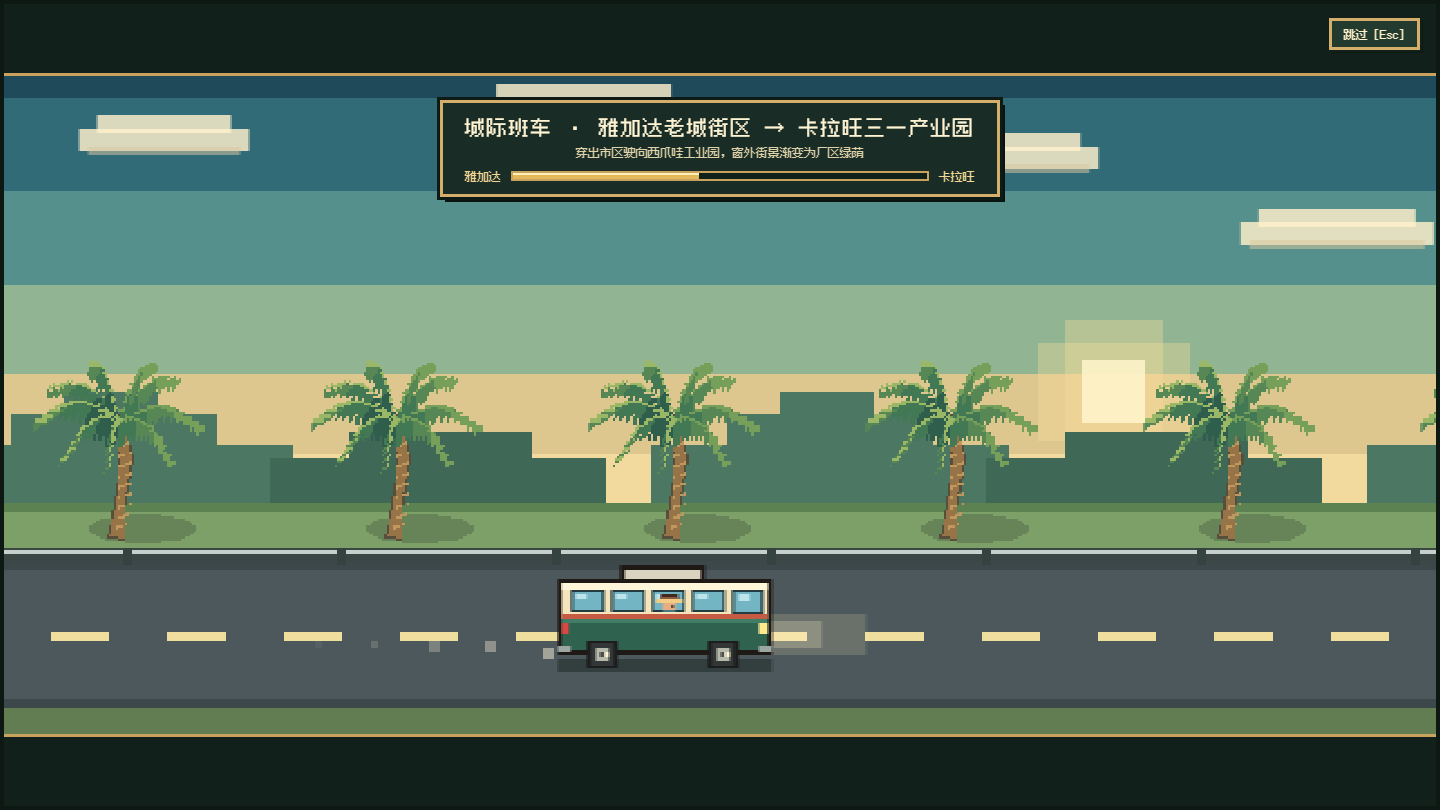 跳过 [Esc]
城际班车 · 雅加达老城街区 → 卡拉旺三一产业园
穿出市区驶向西爪哇工业园，窗外街景渐变为厂区绿荫
雅加达 卡拉旺